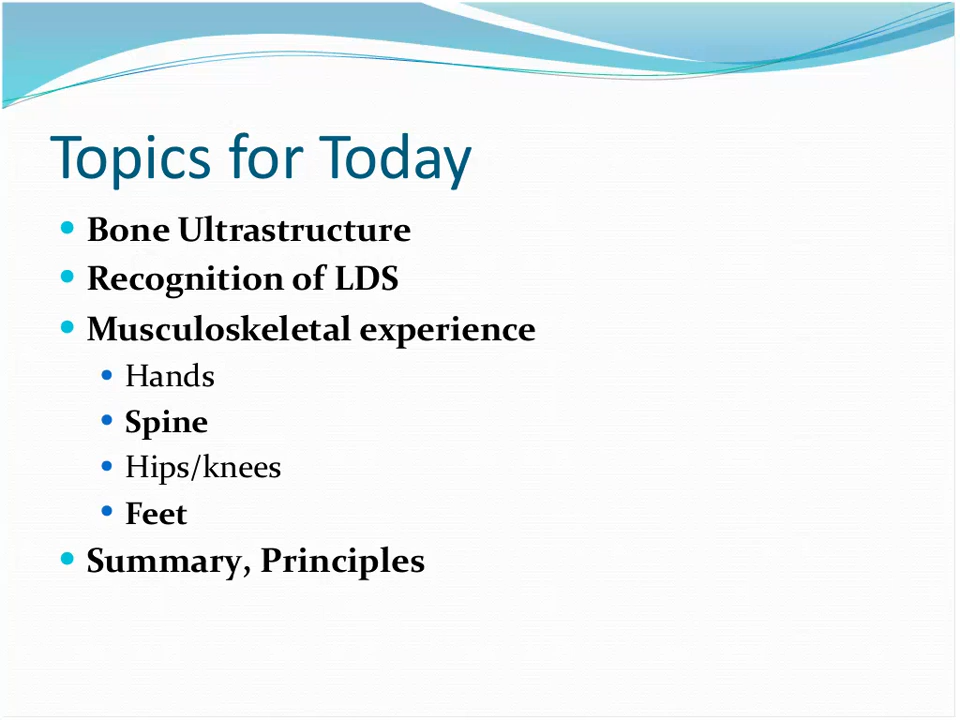 Topics for Today
• Bone Ultrastructure
• Recognition of LDS
• Musculoskeletal experience
• Hands
• Spine
• Hips/knees
• Feet
• Summary, Principles